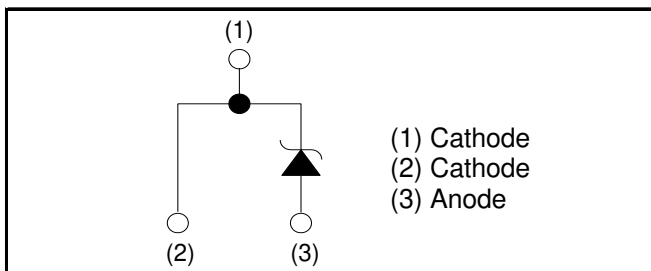 (1)
(1) Cathode
(2) Cathode
(3) Anode
(2) (3)